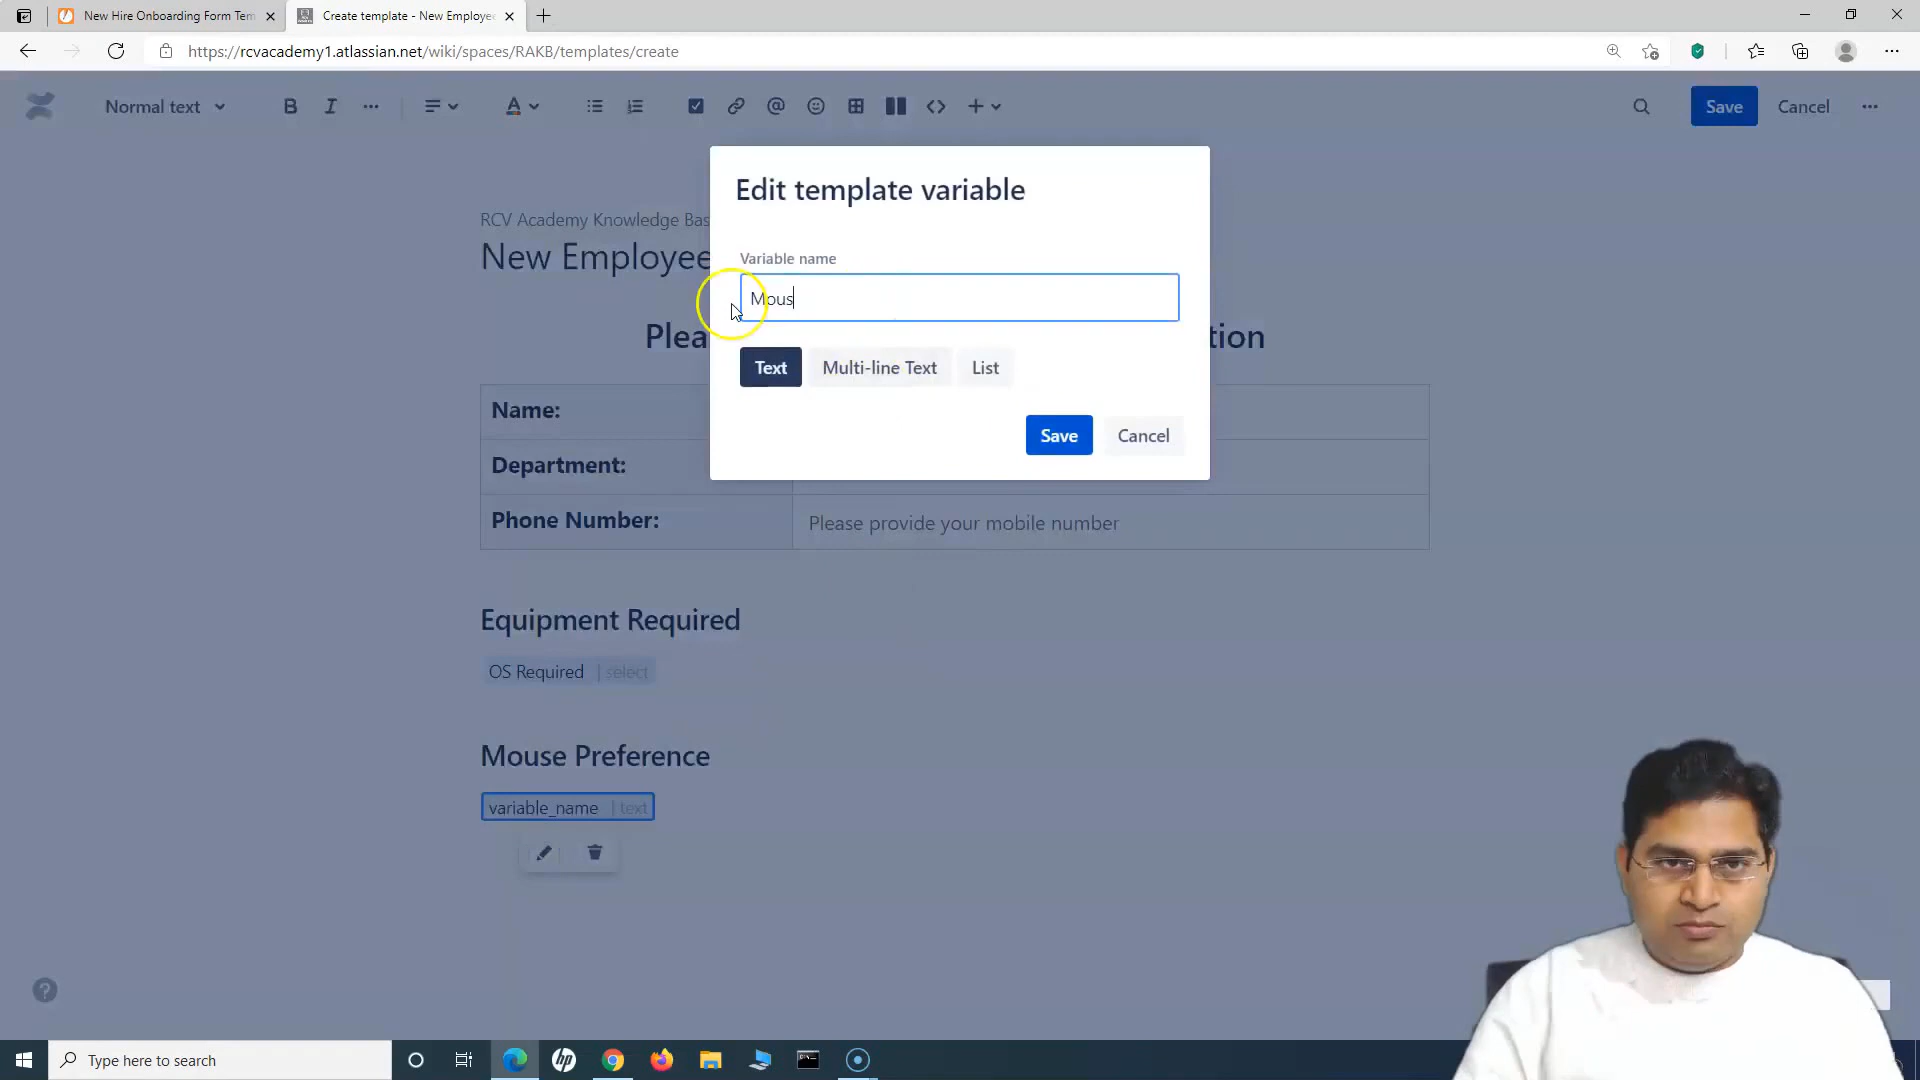 New Hire Onboarding Form Tem
Create template - New Employee
https://rcvacademy1.atlassian.net/wiki/spaces/RAKB/templates/create
Normal text
Save
Cancel
Edit template variable
RCV Academy Knowledge Bas
Variable name
New Employee
Mous
Plea
tion
Text
Multi-line Text
List
Name:
Save
Cancel
Department:
Phone Number:
Please provide your mobile number
Equipment Required
OS Required | select
Mouse Preference
variable_name | text
Type here to search